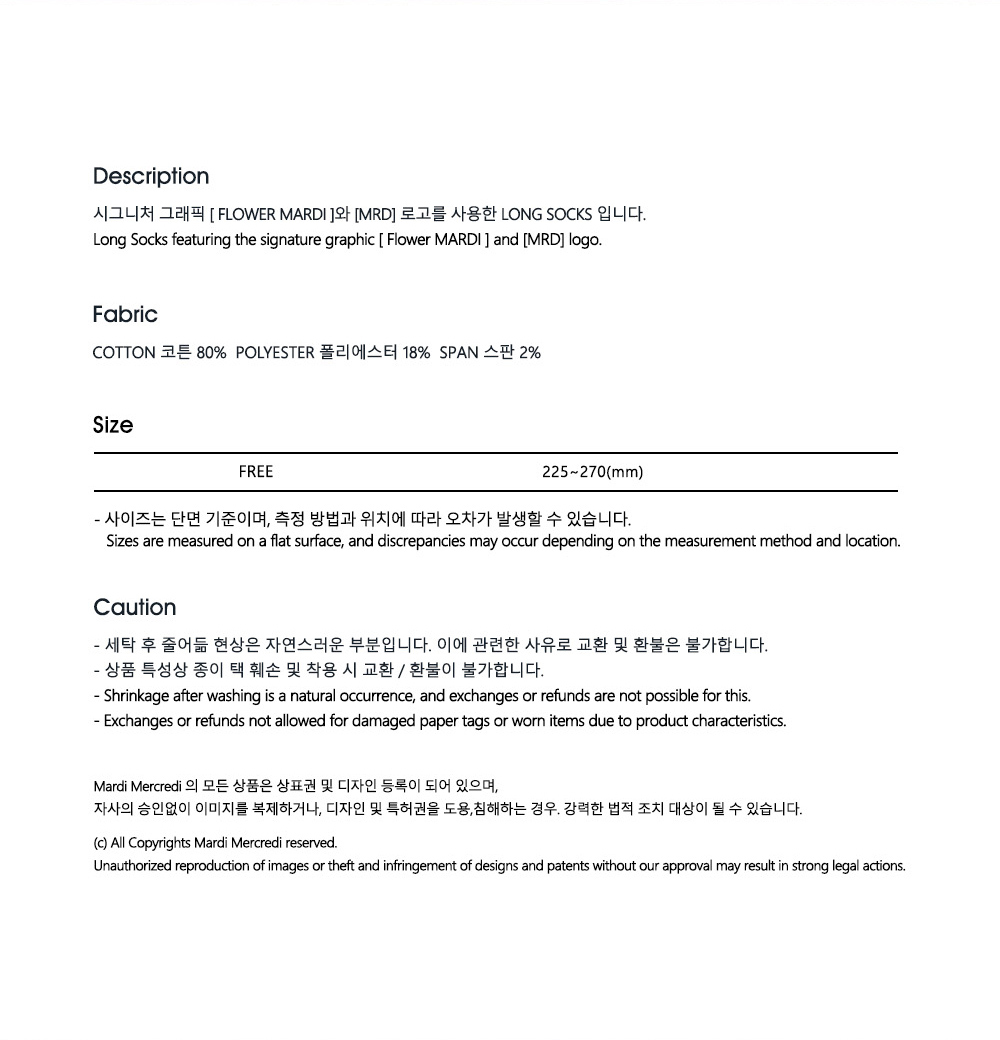 Description
시그니처 그래픽 [ FLOWER MARDI ]와 [MRD] 로고를 사용한 LONG SOCKS 입니다.
Long Socks featuring the signature graphic [ Flower MARDI ] and [MRD] logo.
Fabric
COTTON 코튼 80% POLYESTER 폴리에스터 18% SPAN 스판 2%
Size
FREE 225~270(mm)
- 사이즈는 단면 기준이며, 측정 방법과 위치에 따라 오차가 발생할 수 있습니다.
Sizes are measured on a flat surface, and discrepancies may occur depending on the measurement method and location.
Caution
- 세탁 후 줄어듦 현상은 자연스러운 부분입니다. 이에 관련한 사유로 교환 및 환불은 불가합니다.
- 상품 특성상 종이 택 훼손 및 착용 시 교환 / 환불이 불가합니다.
- Shrinkage after washing is a natural occurrence, and exchanges or refunds are not possible for this.
- Exchanges or refunds not allowed for damaged paper tags or worn items due to product characteristics.
Mardi Mercredi 의 모든 상품은 상표권 및 디자인 등록이 되어 있으며,
자사의 승인없이 이미지를 복제하거나, 디자인 및 특허권을 도용,침해하는 경우. 강력한 법적 조치 대상이 될 수 있습니다.
(c) All Copyrights Mardi Mercredi reserved.
Unauthorized reproduction of images or theft and infringement of designs and patents without our approval may result in strong legal actions.